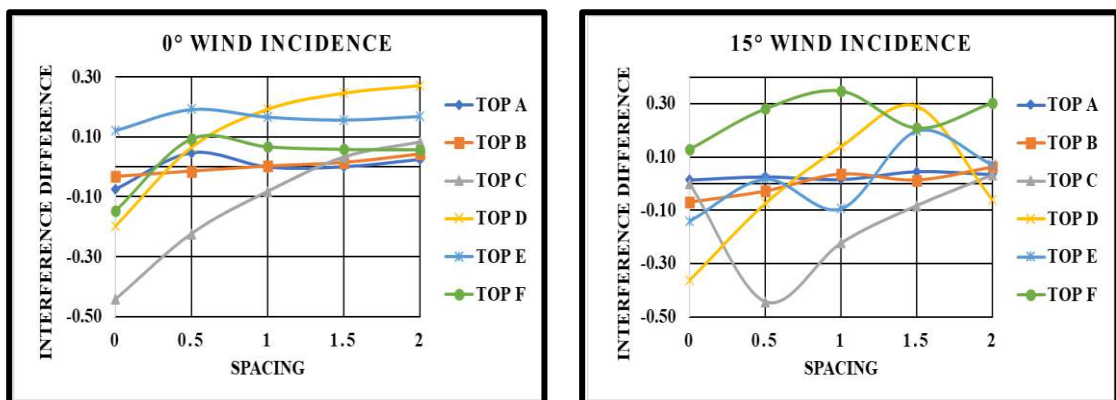 0° WIND INCIDENCE
INTERFERENCE DIFFERENCE
0.30
0.10
-0.10
-0.30
-0.50
0 0.5 1 1.5 2
SPACING
TOP A
TOP B
TOP C
TOP D
TOP E
TOP F
15° WIND INCIDENCE
INTERFERENCE DIFFERENCE
0.30
0.10
-0.10
-0.30
-0.50
0 0.5 1 1.5 2
SPACING
TOP A
TOP B
TOP C
TOP D
TOP E
TOP F